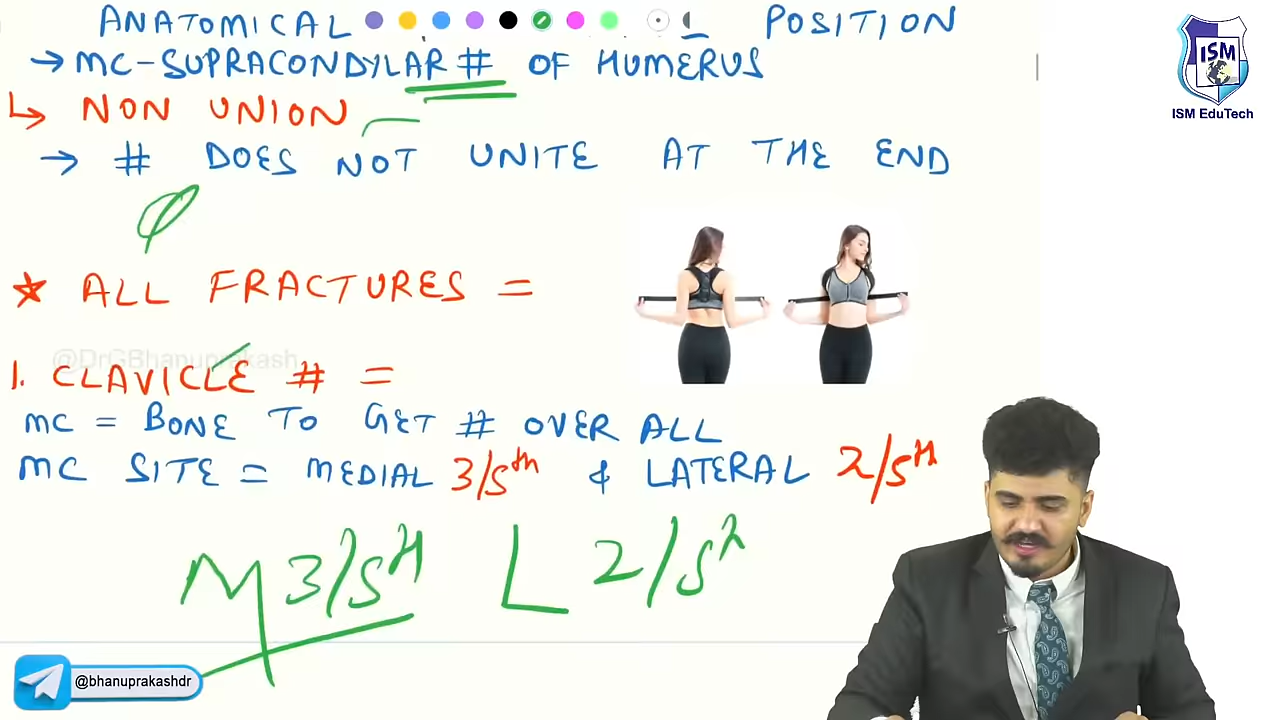 ANATOMICAL POSITION
→ MC-SUPRACONDYLAR # OF HUMERUS
↳ NON UNION
→ # DOES NOT UNITE AT THE END
★ ALL FRACTURES =
@DrGBhanuprakash
1. CLAVICLE # =
MC = BONE TO GET # OVER ALL
MC SITE = MEDIAL 3/5th & LATERAL 2/5th
M 3/5th L 2/5th
@bhanuprakashdr
ISM
ISM EduTech